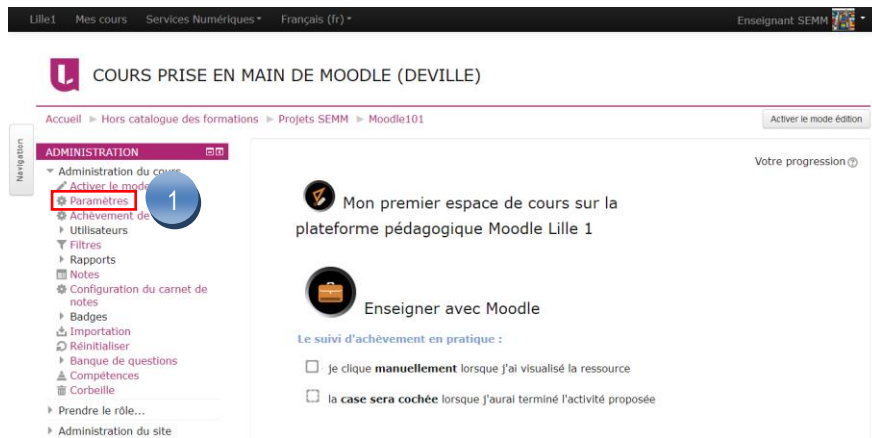 Lille1 Mes cours Services Numériques Français (fr) Enseignant SEMM
COURS PRISE EN MAIN DE MOODLE (DEVILLE)
Accueil Hors catalogue des formations Projets SEMM Moodle101 Activer le mode édition
Navigation
ADMINISTRATION
Votre progression
Administration du cours
Activer le mode
Paramètres
1
Achèvement de
Utilisateurs
Filtres
Rapports
Notes
Configuration du carnet de
notes
Badges
Importation
Réinitialiser
Banque de questions
Compétences
Corbeille
Prendre le rôle...
Administration du site
Mon premier espace de cours sur la
plateforme pédagogique Moodle Lille 1
Enseigner avec Moodle
Le suivi d'achèvement en pratique :
je clique manuellement lorsque j'ai visualisé la ressource
la case sera cochée lorsque j'aurai terminé l'activité proposée